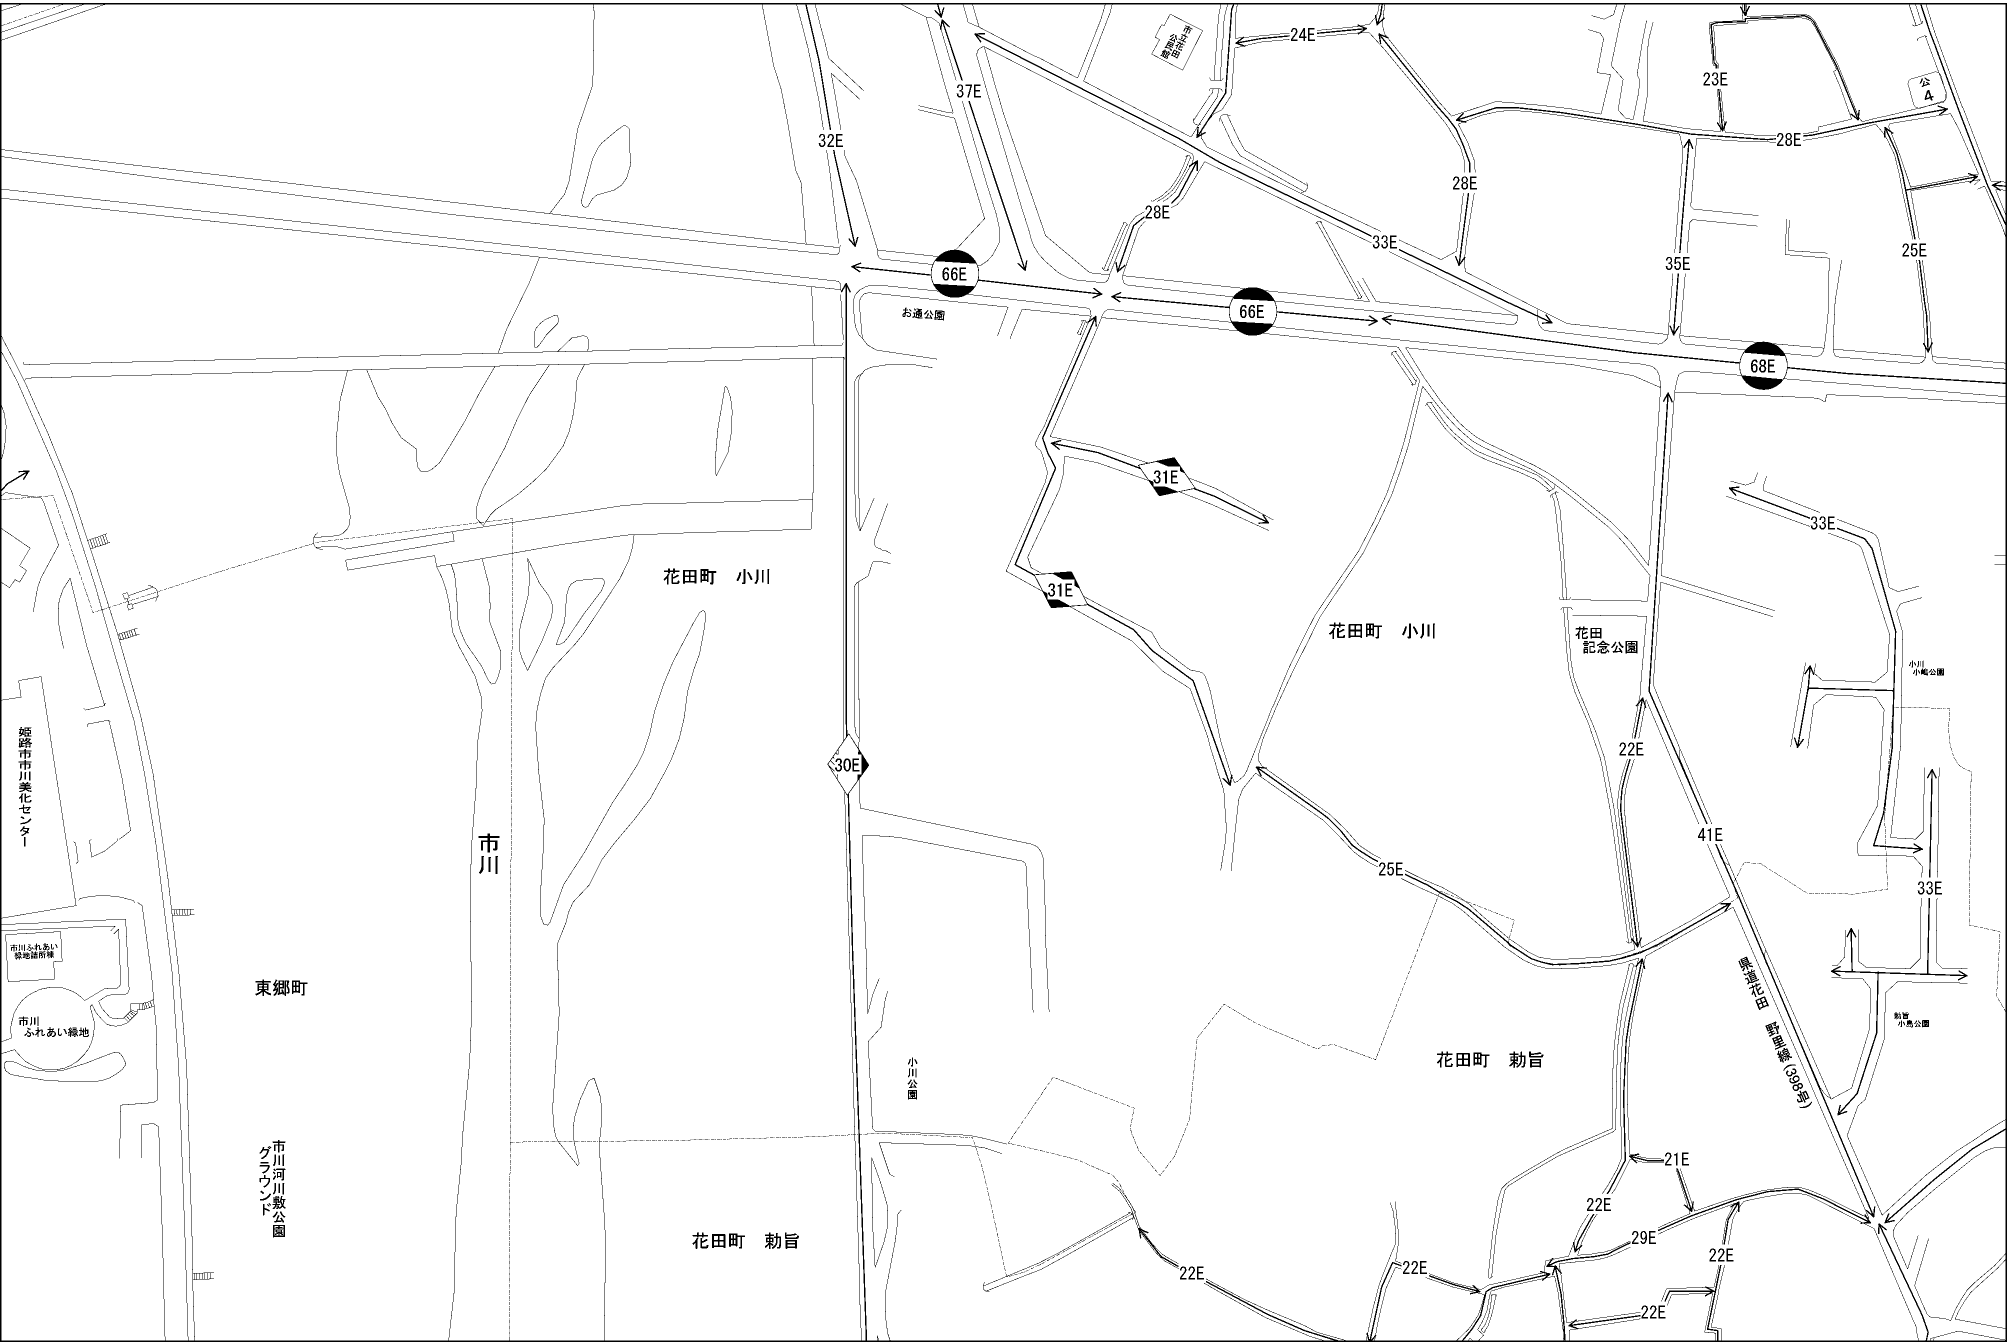 24E
市立花田
公民館
37E
23E
公
4
32E
28E
28E
28E
33E
25E
35E
66E
66E
お通公園
68E
31E
33E
花田町 小川
31E
花田町 小川
花田
記念公園
小川
小嶋公園
姫路市市川美化センター
22E
30E
41E
市川
25E
33E
市川ふれあい
緑地詰所棟
東郷町
県道花田 野里線(398号)
市川
ふれあい緑地
勅旨
小島公園
花田町 勅旨
小川公園
市川河川敷公園
グラウンド
21E
22E
花田町 勅旨
29E
22E
22E
22E
22E